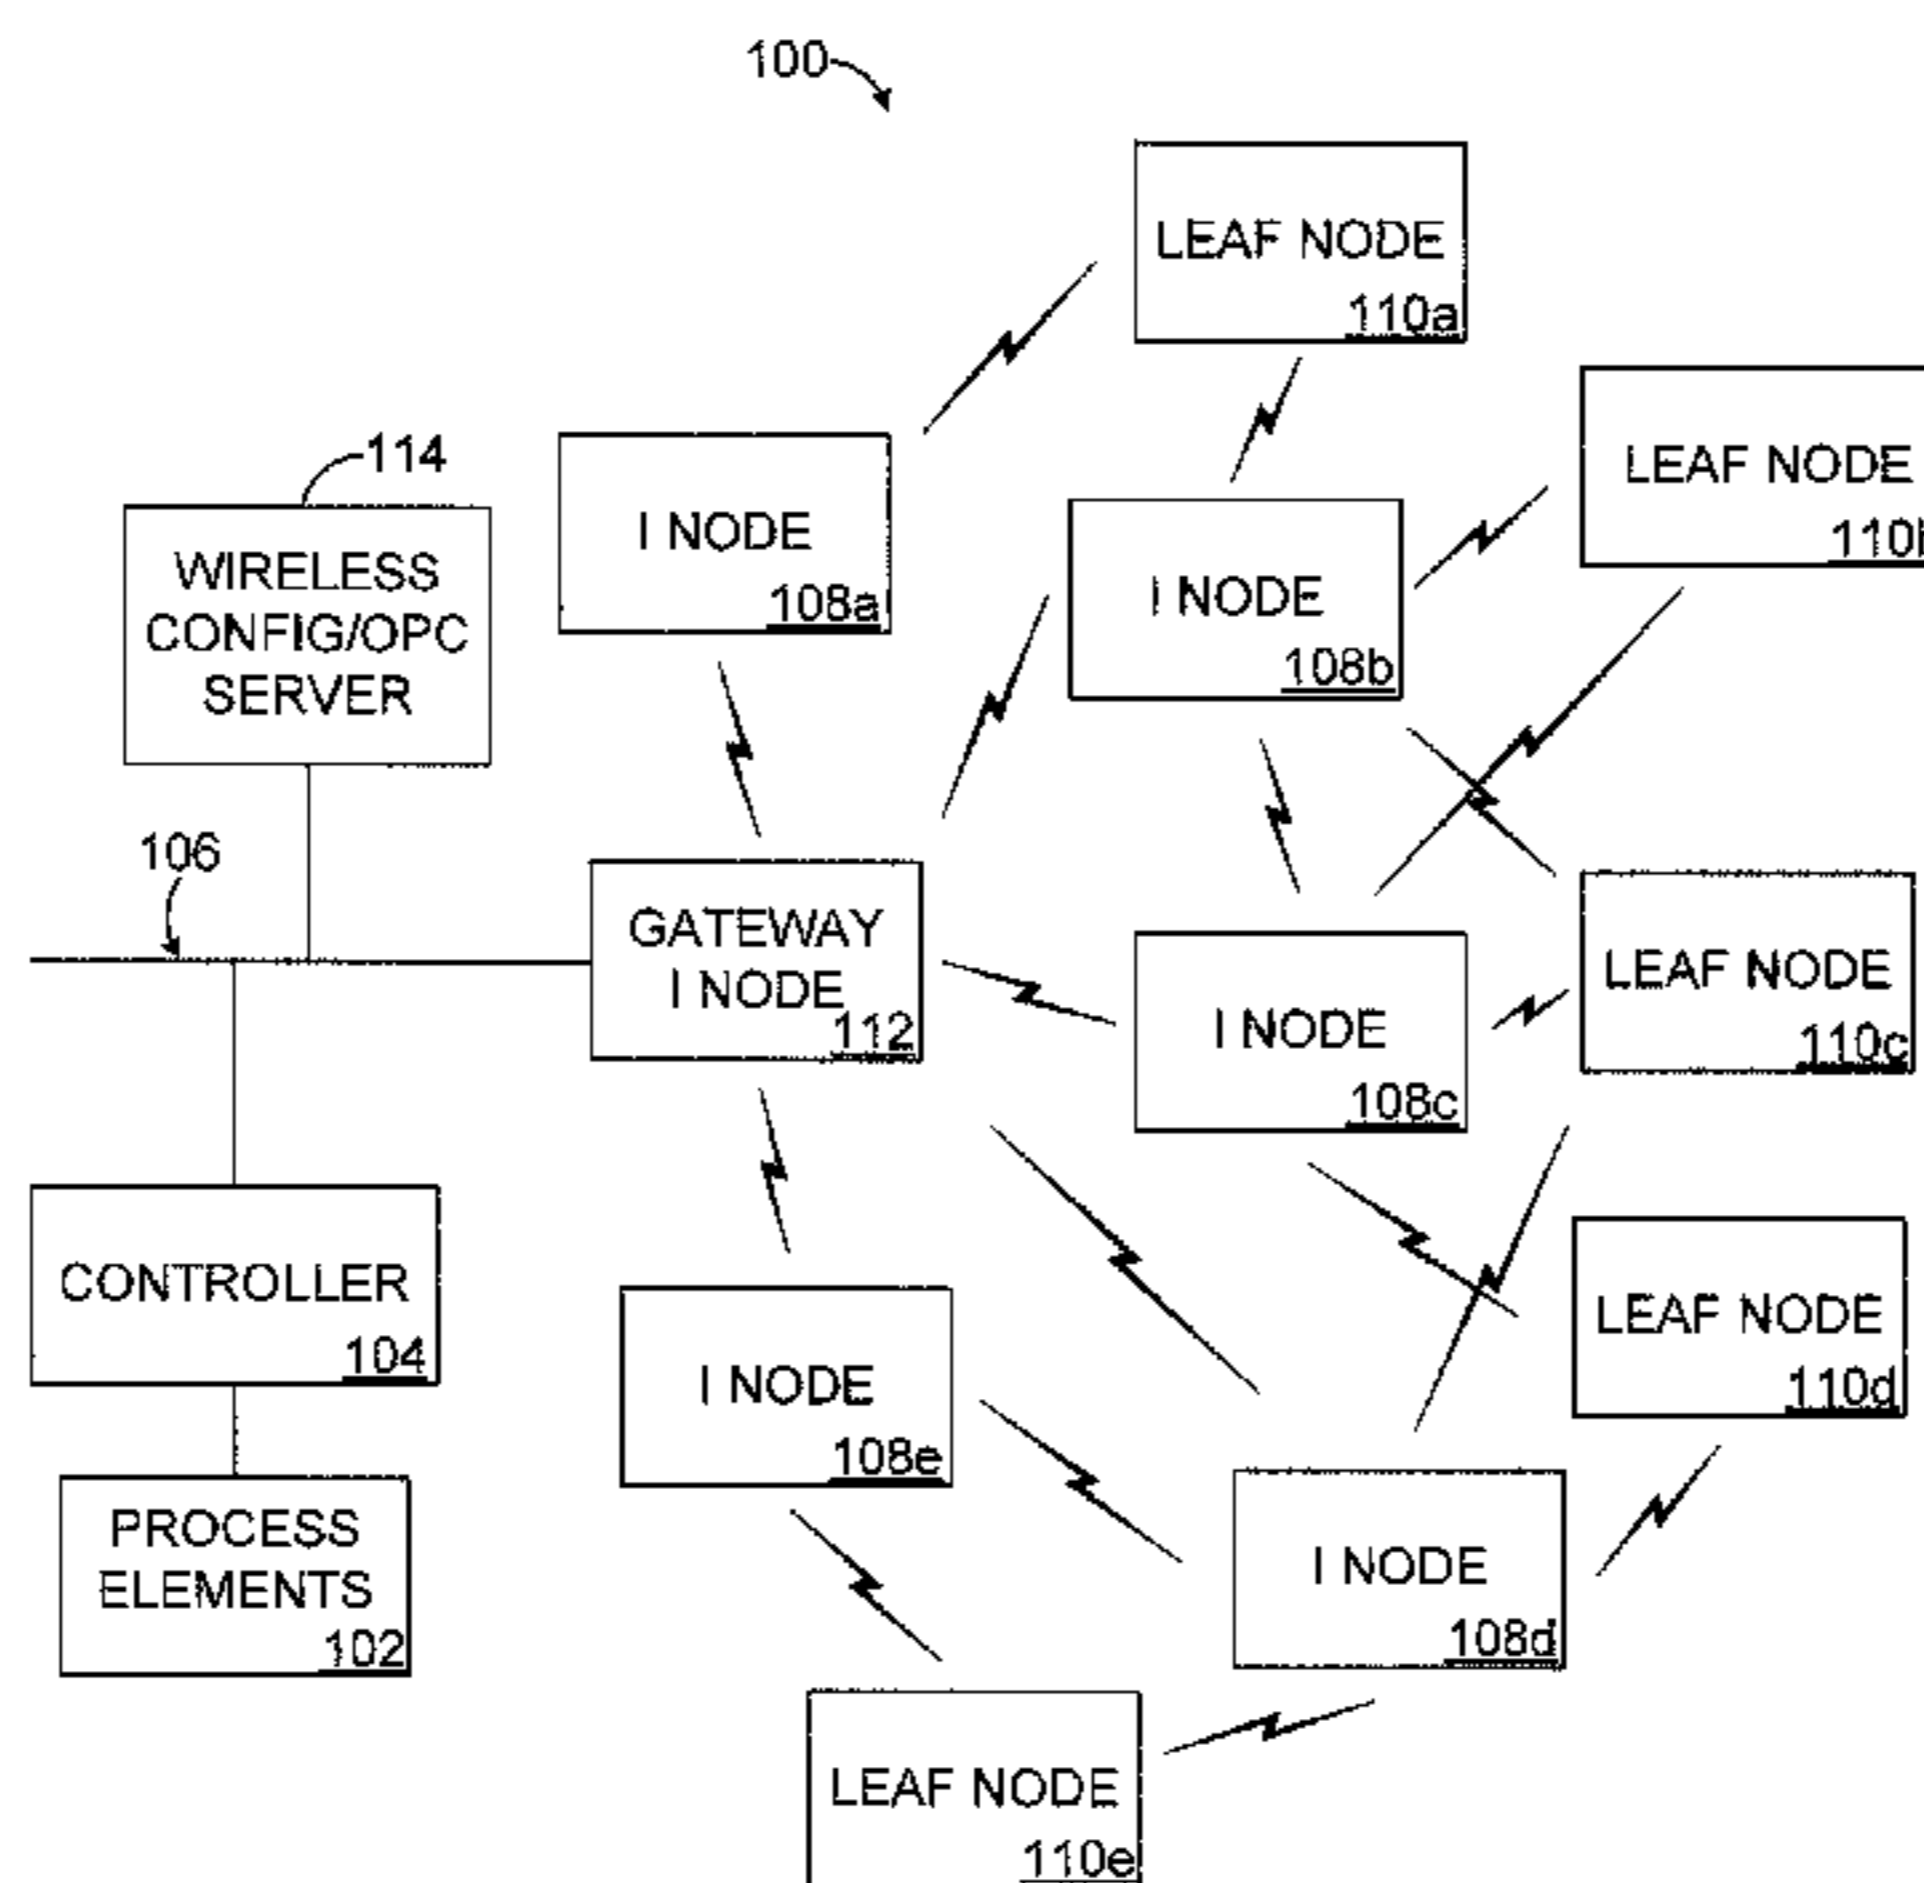 100
LEAF NODE
110a
LEAF NODE
114
I NODE
108a
WIRELESS
CONFIG/OPC
SERVER
I NODE
108b
106
GATEWAY
I NODE
112
LEAF NODE
110c
I NODE
108c
CONTROLLER
104
LEAF NODE
110d
I NODE
108e
PROCESS
ELEMENTS
102
I NODE
108d
LEAF NODE
110e